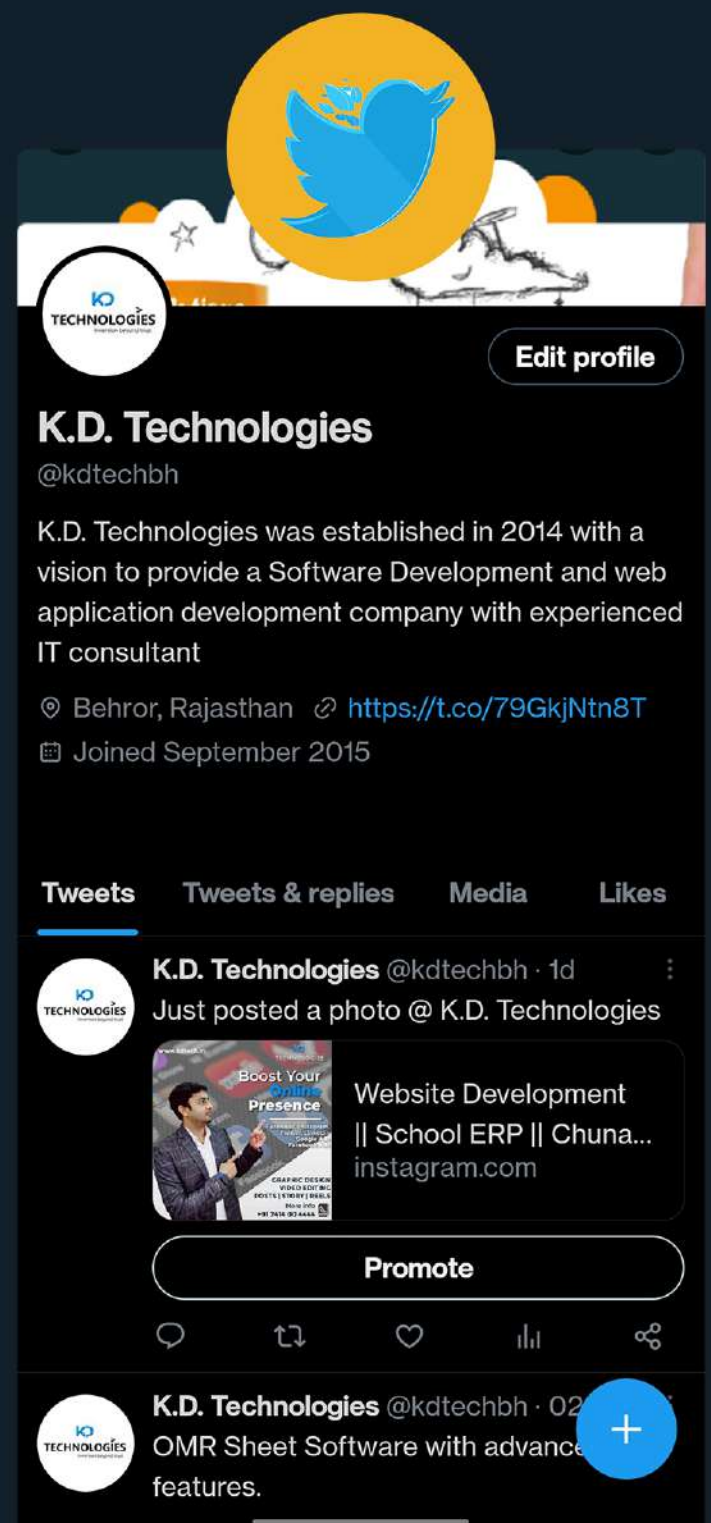 KD
TECHNOLOGIES
Edit profile
K.D. Technologies
@kdtechbh
K.D. Technologies was established in 2014 with a
vision to provide a Software Development and web
application development company with experienced
IT consultant
Behror, Rajasthan https://t.co/79GkjNtn8T
Joined September 2015
Tweets Tweets & replies Media Likes
KD
TECHNOLOGIES
K.D. Technologies @kdtechbh · 1d
Just posted a photo @ K.D. Technologies
TECHNOLOGIES
Boost Your
Online
Presence
GRAPHIC DESIGN
VIDEO EDITING
POSTS | STORY | REELS
More info
Website Development
|| School ERP || Chuna...
instagram.com
Promote
KD
TECHNOLOGIES
K.D. Technologies @kdtechbh · 02
OMR Sheet Software with advance
features.